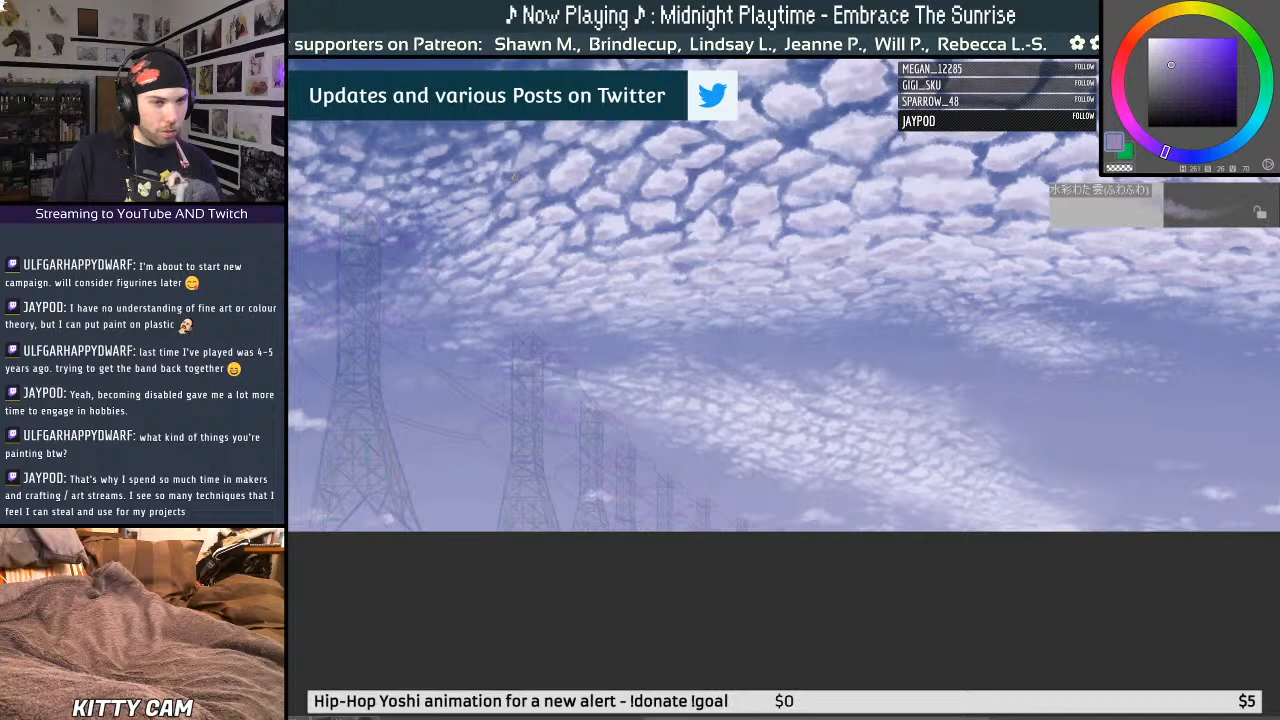 ♪ Now Playing ♪ : Midnight Playtime - Embrace The Sunrise
supporters on Patreon: Shawn M., Brindlecup, Lindsay L., Jeanne P., Will P., Rebecca L.-S.
Updates and various Posts on Twitter
MEGAN_12285 FOLLOW
GIGI_SKU FOLLOW
SPARROW_48 FOLLOW
JAYPOD FOLLOW
H 261 S 26 V 70
水彩わた雲(ふわふわ)
Streaming to YouTube AND Twitch
ULFGARHAPPYDWARF: I'm about to start new
campaign. will consider figurines later 😋
JAYPOD: I have no understanding of fine art or colour
theory, but I can put paint on plastic
ULFGARHAPPYDWARF: last time I've played was 4-5
years ago. trying to get the band back together 😄
JAYPOD: Yeah, becoming disabled gave me a lot more
time to engage in hobbies.
ULFGARHAPPYDWARF: what kind of things you're
painting btw?
JAYPOD: That's why I spend so much time in makers
and crafting / art streams. I see so many techniques that I
feel I can steal and use for my projects
KITTY CAM
Hip-Hop Yoshi animation for a new alert - !donate !goal $0 $5